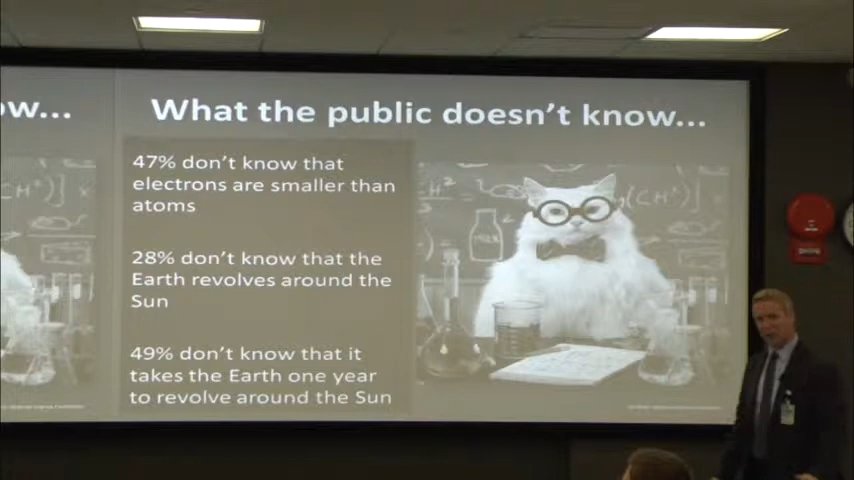 ow...
What the public doesn't know...
47% don't know that
electrons are smaller than
atoms
28% don't know that the
Earth revolves around the
Sun
49% don't know that it
takes the Earth one year
to revolve around the Sun
MILK